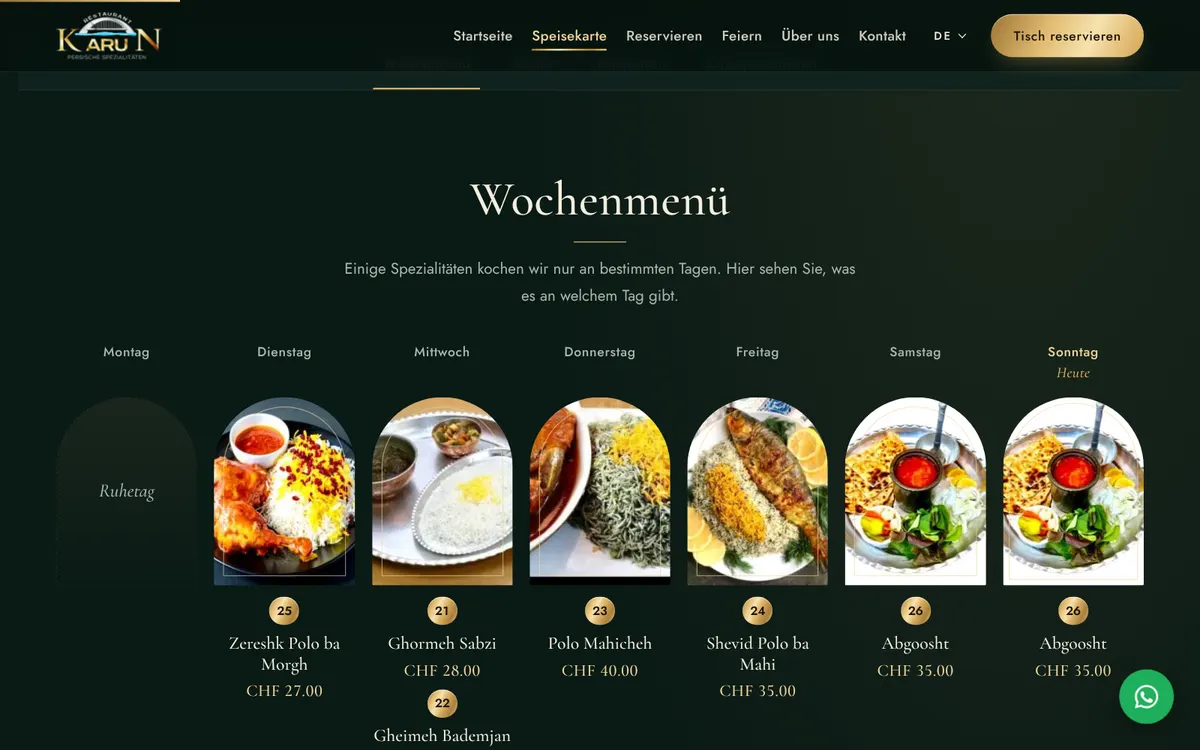 RESTAURANT
KARUN
PERSISCHE SPEZIALITÄTEN
Startseite
Speisekarte
Reservieren
Feiern
Über uns
Kontakt
DE
Tisch reservieren
Wochenmenü
Einige Spezialitäten kochen wir nur an bestimmten Tagen. Hier sehen Sie, was
es an welchem Tag gibt.
Montag
Ruhetag
Dienstag
25
Zereshk Polo ba
Morgh
CHF 27.00
Mittwoch
21
Ghormeh Sabzi
CHF 28.00
22
Gheimeh Bademjan
Donnerstag
23
Polo Mahicheh
CHF 40.00
Freitag
24
Shevid Polo ba
Mahi
CHF 35.00
Samstag
26
Abgoosht
CHF 35.00
Sonntag
Heute
26
Abgoosht
CHF 35.00